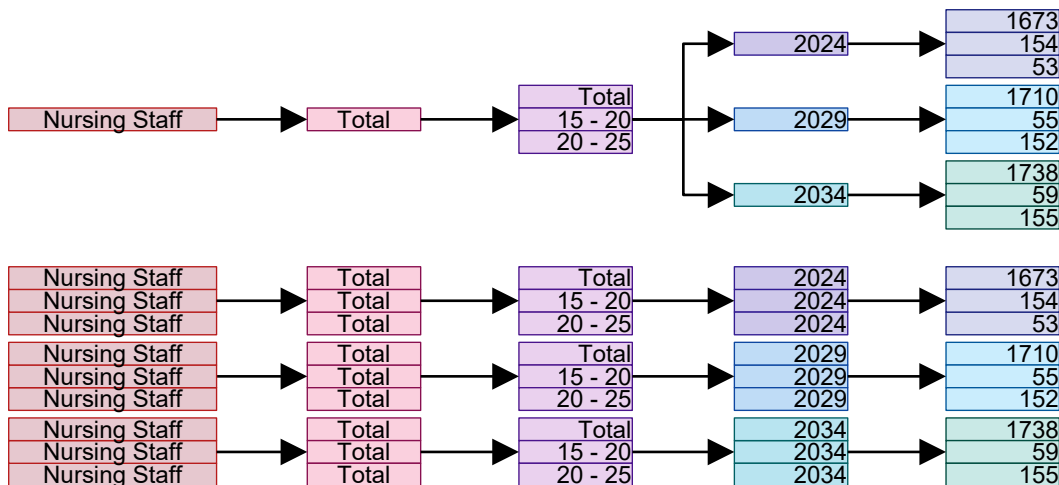 1673
2024 154
53
Total 1710
Nursing Staff Total 15 - 20 2029 55
20 - 25 152
1738
2034 59
155
Nursing Staff Total Total 2024 1673
Nursing Staff Total 15 - 20 2024 154
Nursing Staff Total 20 - 25 2024 53
Nursing Staff Total Total 2029 1710
Nursing Staff Total 15 - 20 2029 55
Nursing Staff Total 20 - 25 2029 152
Nursing Staff Total Total 2034 1738
Nursing Staff Total 15 - 20 2034 59
Nursing Staff Total 20 - 25 2034 155